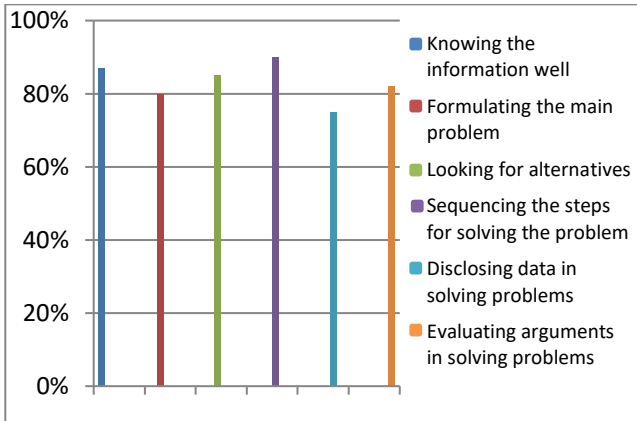 100%
80%
60%
40%
20%
0%
Knowing the
information well
Formulating the main
problem
Looking for alternatives
Sequencing the steps
for solving the problem
Disclosing data in
solving problems
Evaluating arguments
in solving problems